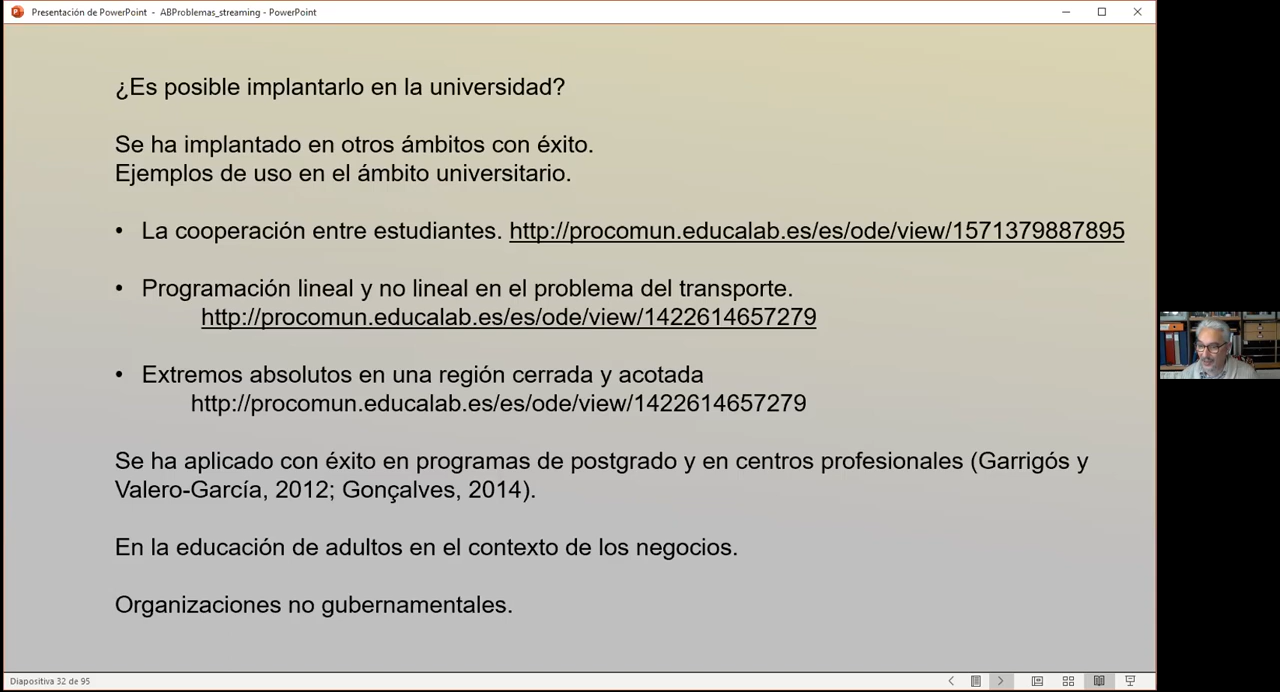 Presentación de PowerPoint - ABProblemas_streaming - PowerPoint
¿Es posible implantarlo en la universidad?
Se ha implantado en otros ámbitos con éxito.
Ejemplos de uso en el ámbito universitario.
• La cooperación entre estudiantes. http://procomun.educalab.es/es/ode/view/1571379887895
• Programación lineal y no lineal en el problema del transporte.
http://procomun.educalab.es/es/ode/view/1422614657279
• Extremos absolutos en una región cerrada y acotada
http://procomun.educalab.es/es/ode/view/1422614657279
Se ha aplicado con éxito en programas de postgrado y en centros profesionales (Garrigós y
Valero-García, 2012; Gonçalves, 2014).
En la educación de adultos en el contexto de los negocios.
Organizaciones no gubernamentales.
Diapositiva 32 de 95